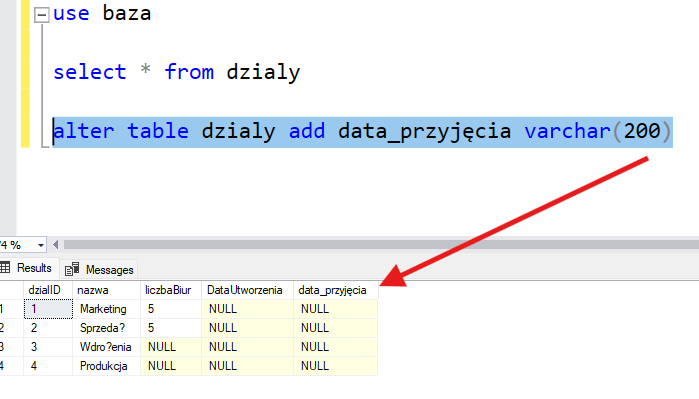 use baza
select * from dzialy
alter table dzialy add data_przyjęcia varchar(200)
74 %
Results Messages
dzialID nazwa liczbaBiur DataUtworzenia data_przyjęcia
1 1 Marketing 5 NULL NULL
2 2 Sprzeda? 5 NULL NULL
3 3 Wdro?enia NULL NULL NULL
4 4 Produkcja NULL NULL NULL